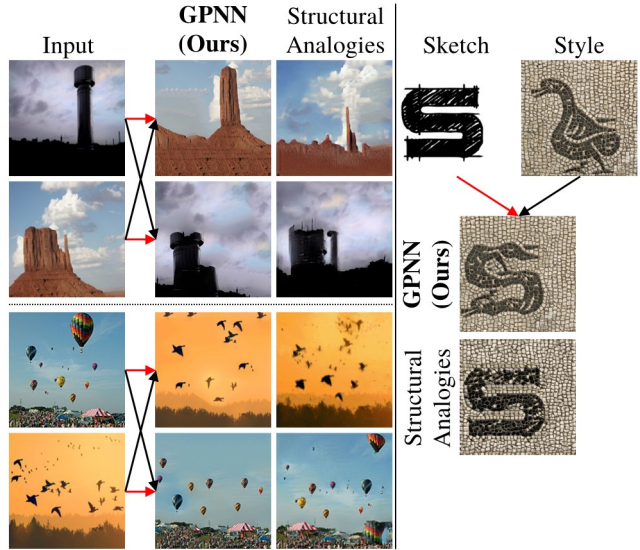 Input
GPNN
(Ours)
Structural
Analogies
Sketch
Style
S
GPNN
(Ours)
Structural
Analogies